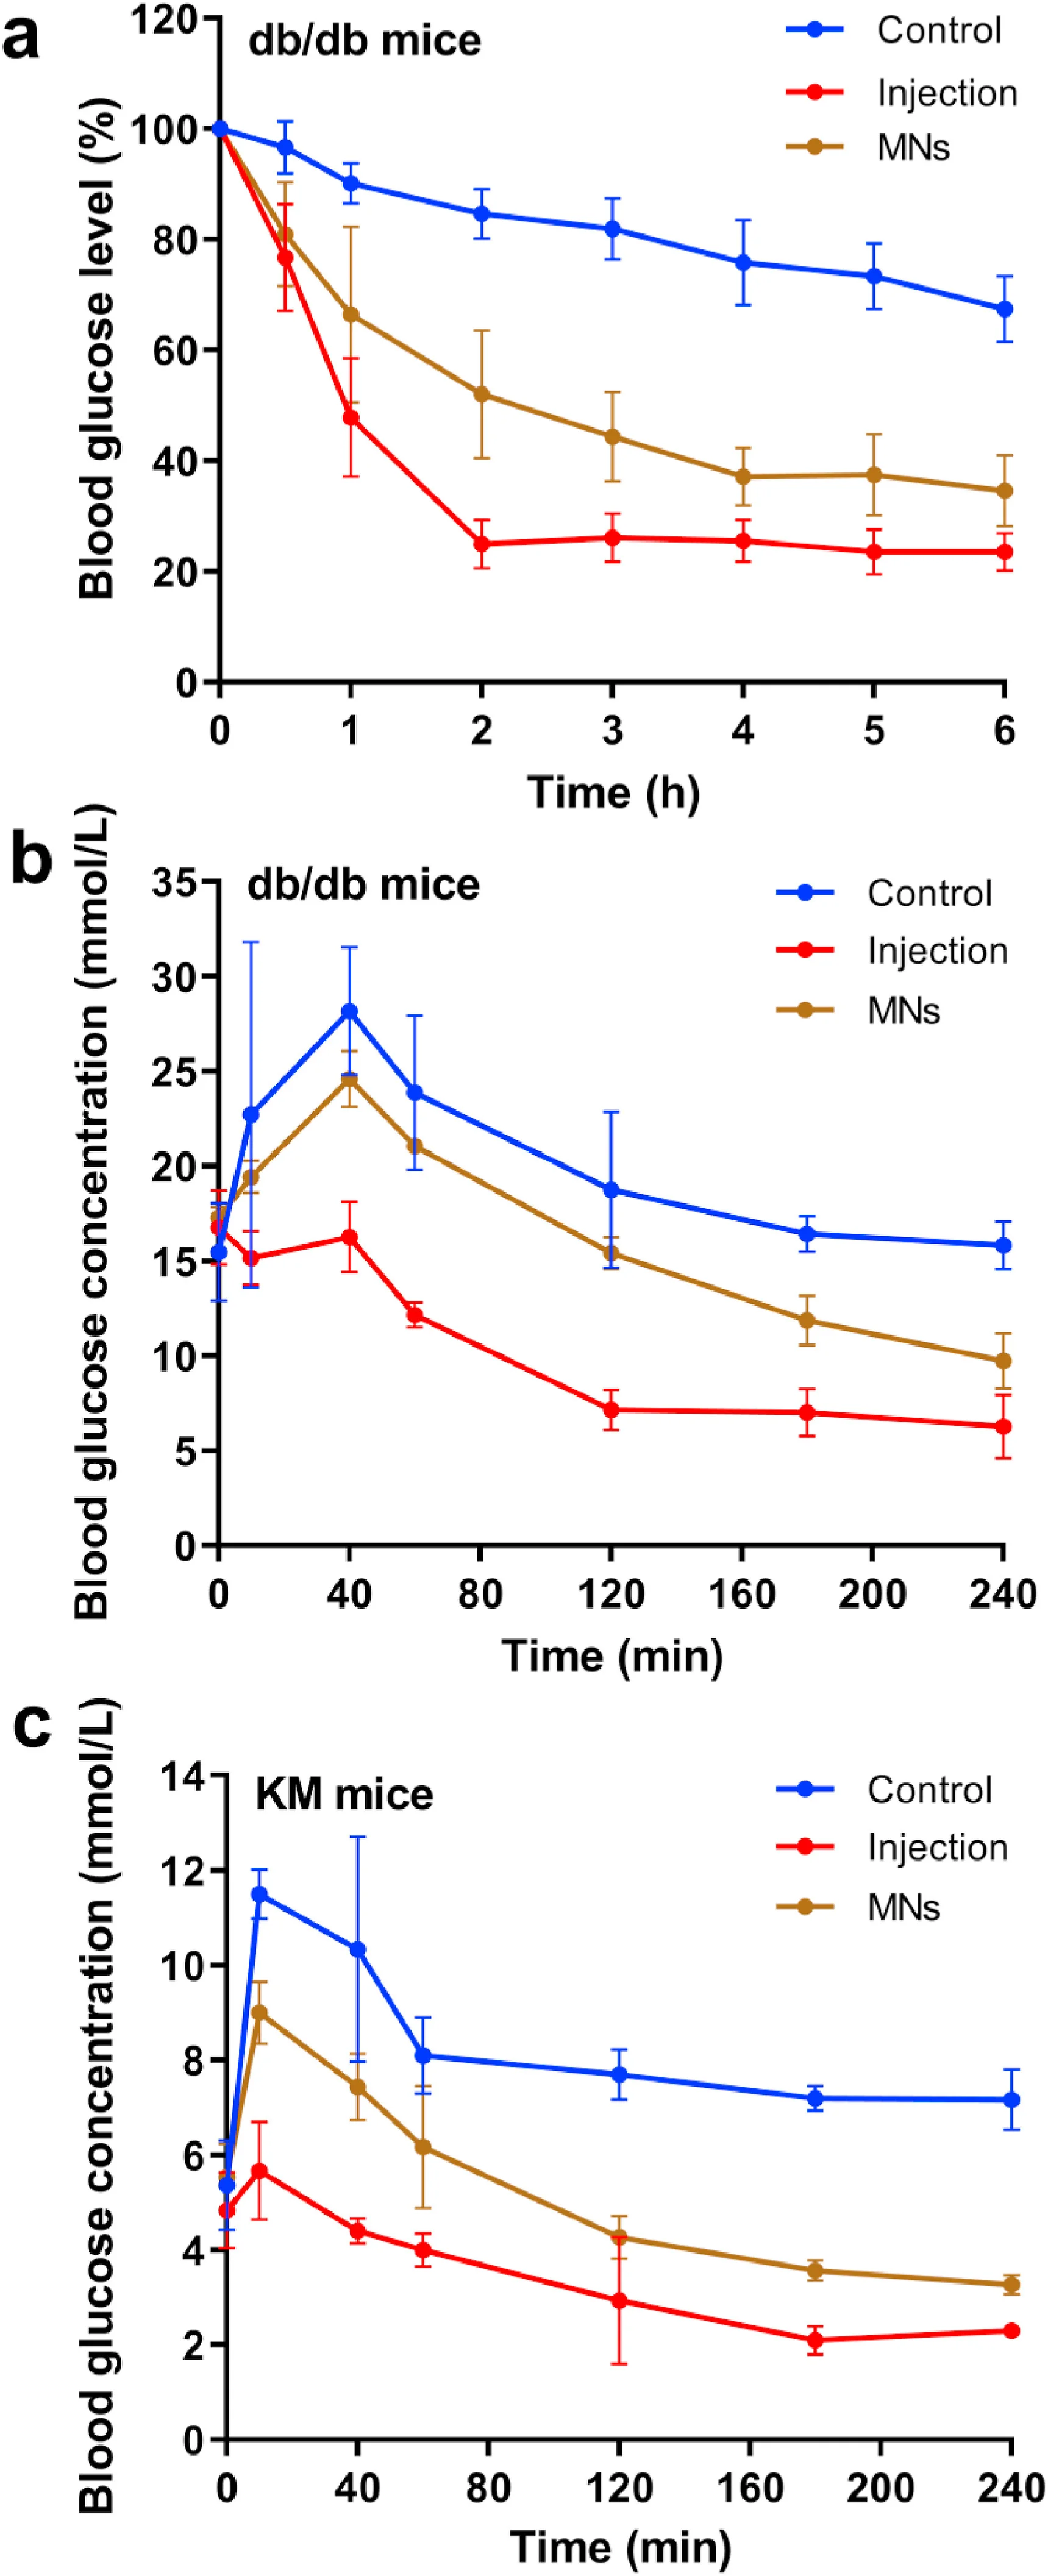 a
db/db mice
Control
Injection
MNs
Blood glucose level (%)
120
100
80
60
40
20
0
0 1 2 3 4 5 6
Time (h)
b
db/db mice
Control
Injection
MNs
Blood glucose concentration (mmol/L)
35
30
25
20
15
10
5
0
0 40 80 120 160 200 240
Time (min)
c
KM mice
Control
Injection
MNs
Blood glucose concentration (mmol/L)
14
12
10
8
6
4
2
0
0 40 80 120 160 200 240
Time (min)